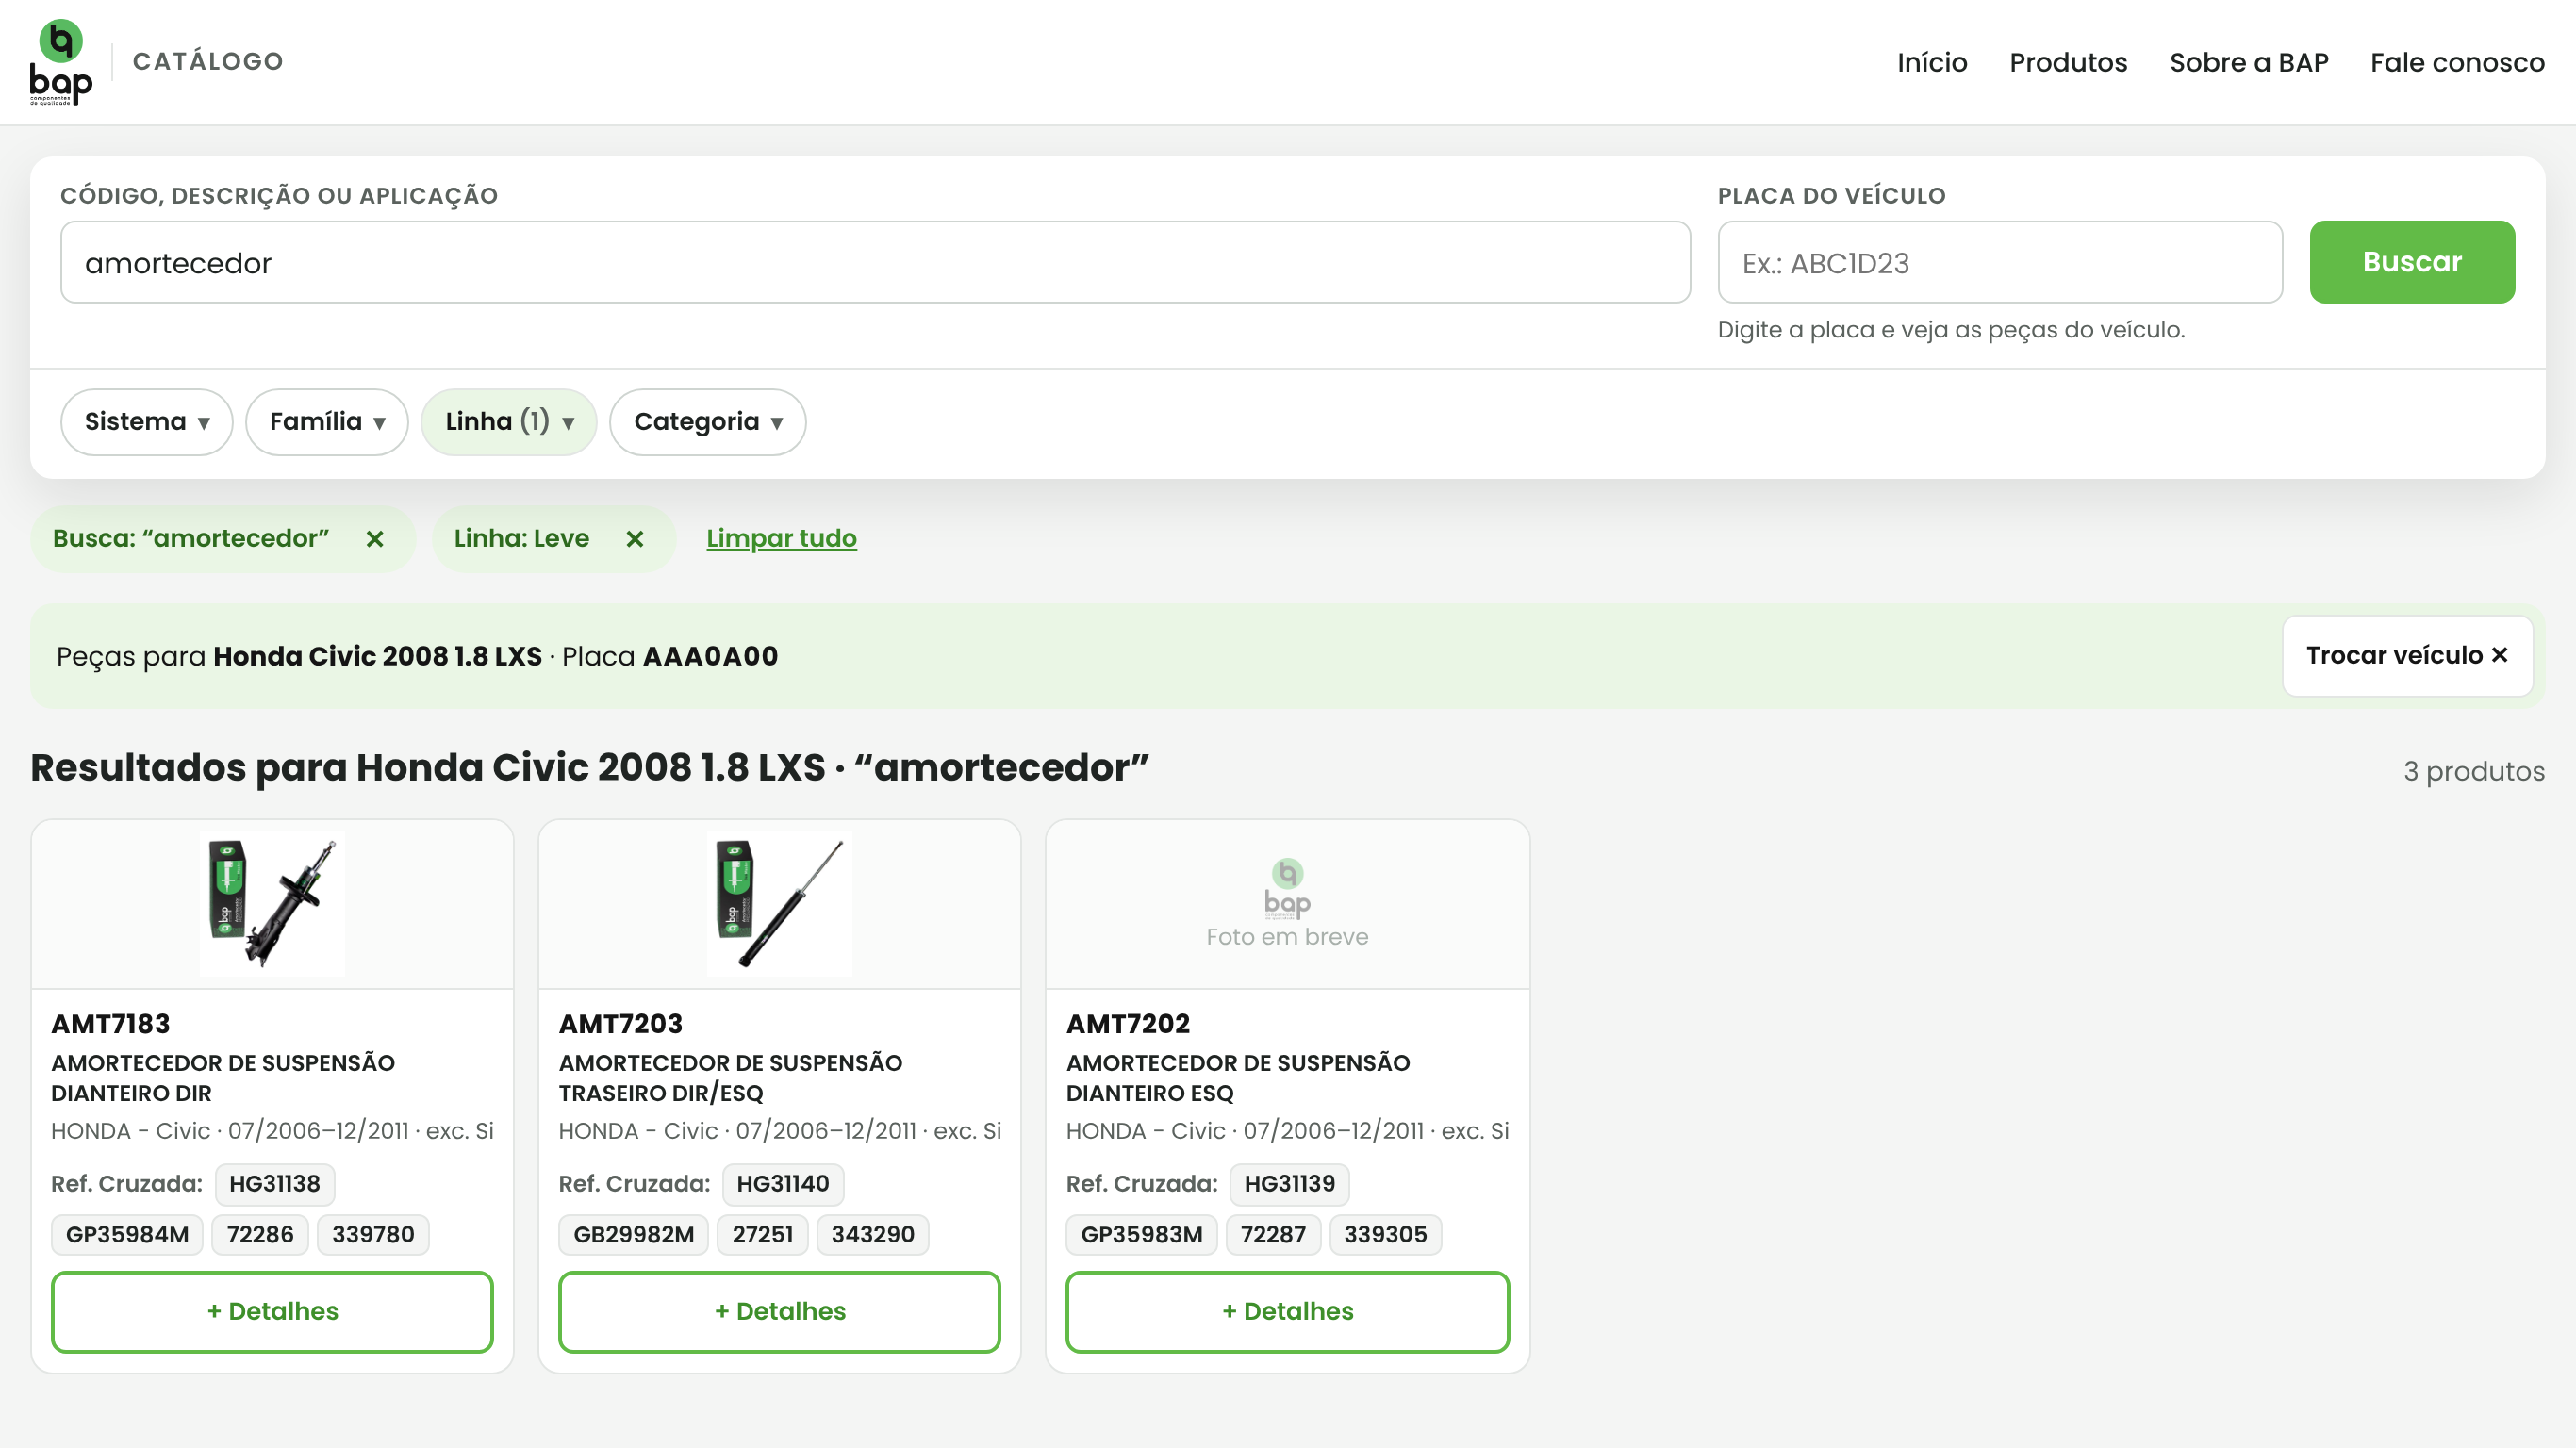 bap
componentes
de qualidade
CATÁLOGO
Início
Produtos
Sobre a BAP
Fale conosco
CÓDIGO, DESCRIÇÃO OU APLICAÇÃO
amortecedor
PLACA DO VEÍCULO
Ex.: ABC1D23
Buscar
Digite a placa e veja as peças do veículo.
Sistema ▾
Família ▾
Linha (1) ▾
Categoria ▾
Busca: “amortecedor” ✕
Linha: Leve ✕
Limpar tudo
Peças para Honda Civic 2008 1.8 LXS · Placa AAA0A00
Trocar veículo ✕
Resultados para Honda Civic 2008 1.8 LXS · “amortecedor”
3 produtos
bap
AMT7183
AMORTECEDOR DE SUSPENSÃO
DIANTEIRO DIR
HONDA - Civic · 07/2006–12/2011 · exc. Si
Ref. Cruzada: HG31138
GP35984M 72286 339780
+ Detalhes
bap
AMT7203
AMORTECEDOR DE SUSPENSÃO
TRASEIRO DIR/ESQ
HONDA - Civic · 07/2006–12/2011 · exc. Si
Ref. Cruzada: HG31140
GB29982M 27251 343290
+ Detalhes
bap
Foto em breve
AMT7202
AMORTECEDOR DE SUSPENSÃO
DIANTEIRO ESQ
HONDA - Civic · 07/2006–12/2011 · exc. Si
Ref. Cruzada: HG31139
GP35983M 72287 339305
+ Detalhes